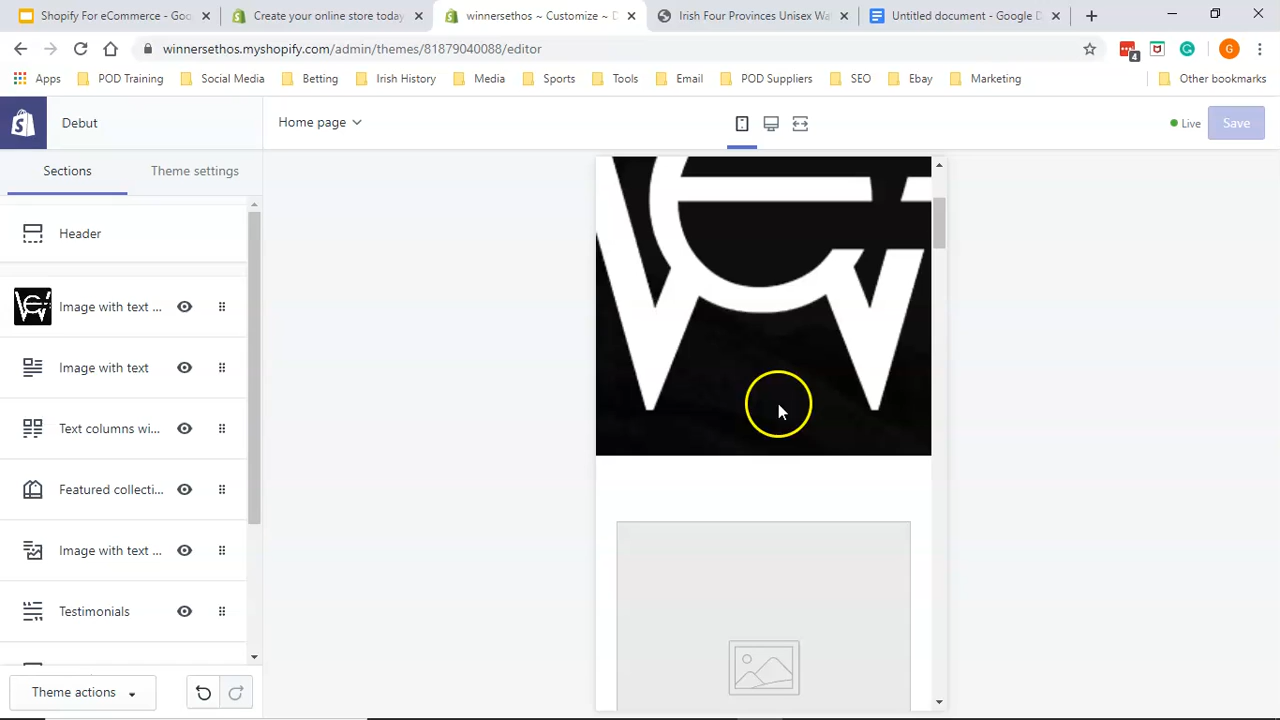 Shopify For eCommerce - Goo
Create your online store today
winnersethos ~ Customize ~ D
Irish Four Provinces Unisex Wa
Untitled document - Google D
winnersethos.myshopify.com/admin/themes/81879040088/editor
4
G
Apps
POD Training
Social Media
Betting
Irish History
Media
Sports
Tools
Email
POD Suppliers
SEO
Ebay
Marketing
Other bookmarks
Debut
Home page
Live
Save
Sections
Theme settings
Header
Image with text ...
Image with text
Text columns wi...
Featured collecti...
Image with text ...
Testimonials
Theme actions